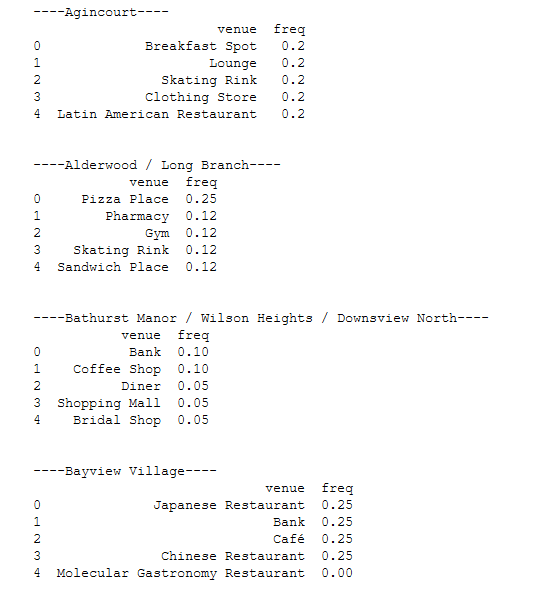 ----Agincourt----
venue freq
0 Breakfast Spot 0.2
1 Lounge 0.2
2 Skating Rink 0.2
3 Clothing Store 0.2
4 Latin American Restaurant 0.2
----Alderwood / Long Branch----
venue freq
0 Pizza Place 0.25
1 Pharmacy 0.12
2 Gym 0.12
3 Skating Rink 0.12
4 Sandwich Place 0.12
----Bathurst Manor / Wilson Heights / Downsview North----
venue freq
0 Bank 0.10
1 Coffee Shop 0.10
2 Diner 0.05
3 Shopping Mall 0.05
4 Bridal Shop 0.05
----Bayview Village----
venue freq
0 Japanese Restaurant 0.25
1 Bank 0.25
2 Café 0.25
3 Chinese Restaurant 0.25
4 Molecular Gastronomy Restaurant 0.00